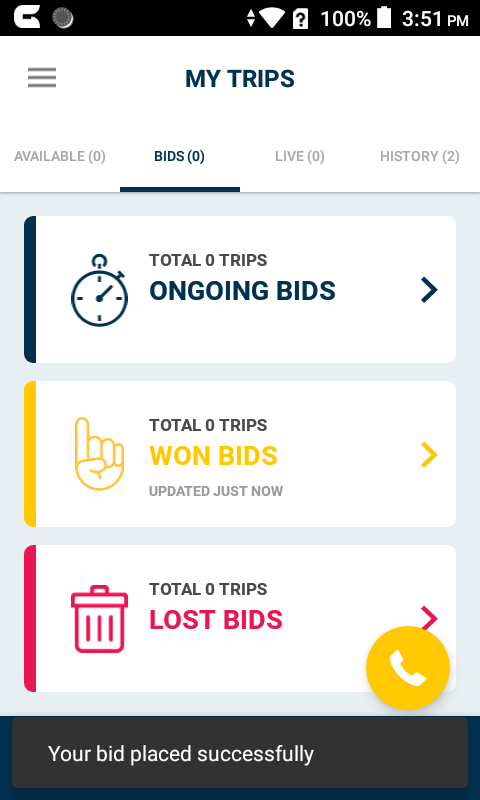 100% 3:51 PM
MY TRIPS
AVAILABLE (0) BIDS (0) LIVE (0) HISTORY (2)
TOTAL 0 TRIPS
ONGOING BIDS
TOTAL 0 TRIPS
WON BIDS
UPDATED JUST NOW
TOTAL 0 TRIPS
LOST BIDS
Your bid placed successfully